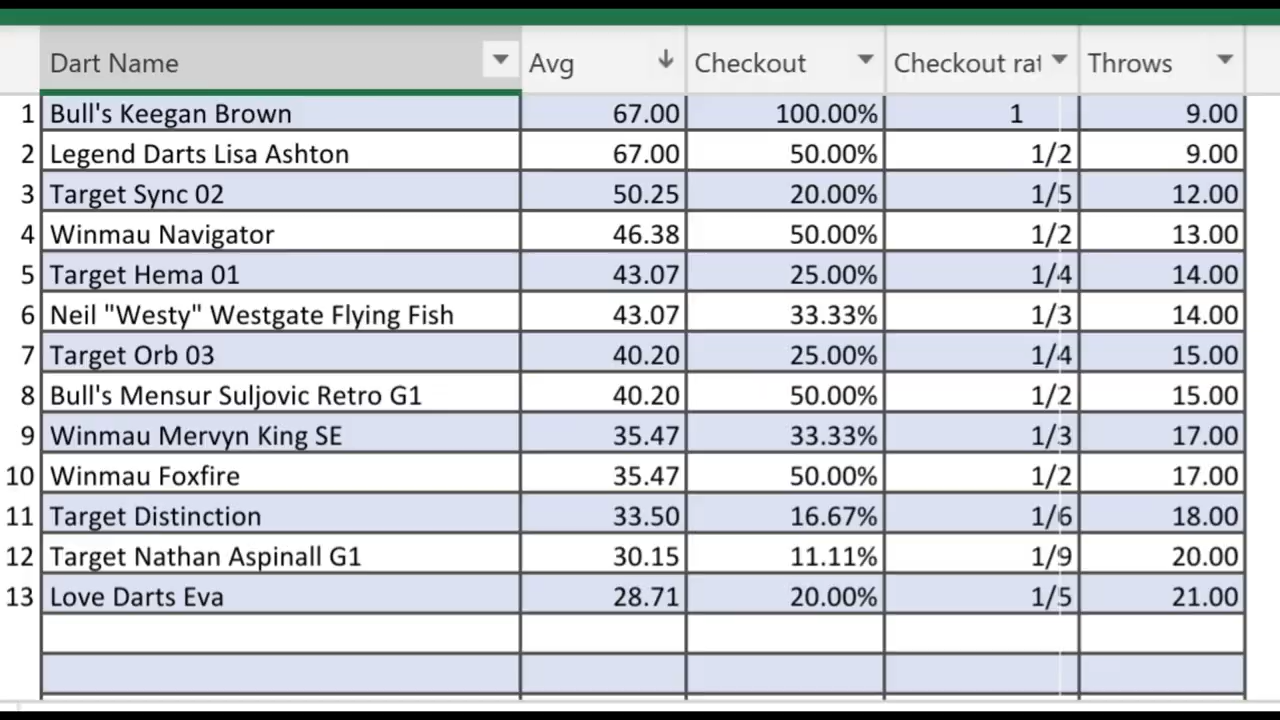 Dart Name Avg Checkout Checkout rat Throws
1 Bull's Keegan Brown 67.00 100.00% 1 9.00
2 Legend Darts Lisa Ashton 67.00 50.00% 1/2 9.00
3 Target Sync 02 50.25 20.00% 1/5 12.00
4 Winmau Navigator 46.38 50.00% 1/2 13.00
5 Target Hema 01 43.07 25.00% 1/4 14.00
6 Neil "Westy" Westgate Flying Fish 43.07 33.33% 1/3 14.00
7 Target Orb 03 40.20 25.00% 1/4 15.00
8 Bull's Mensur Suljovic Retro G1 40.20 50.00% 1/2 15.00
9 Winmau Mervyn King SE 35.47 33.33% 1/3 17.00
10 Winmau Foxfire 35.47 50.00% 1/2 17.00
11 Target Distinction 33.50 16.67% 1/6 18.00
12 Target Nathan Aspinall G1 30.15 11.11% 1/9 20.00
13 Love Darts Eva 28.71 20.00% 1/5 21.00